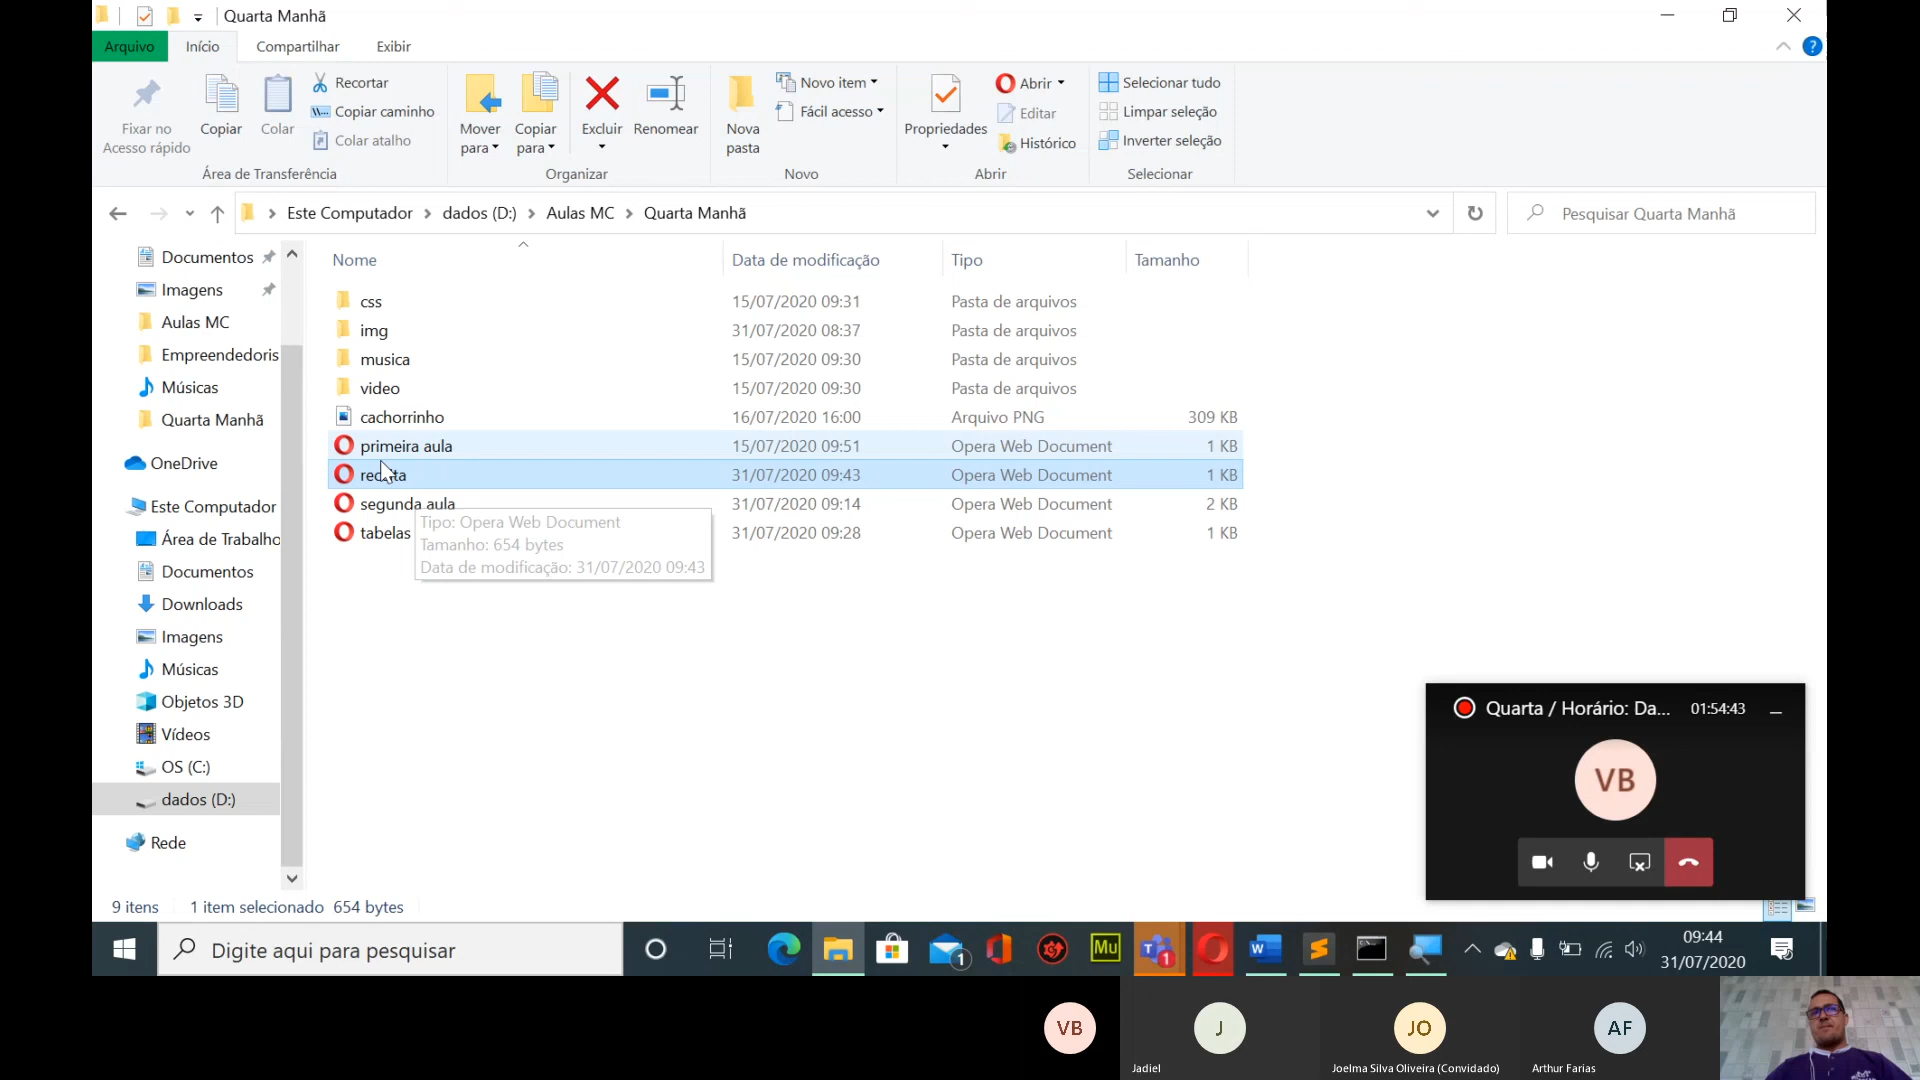 Quarta Manhã
Arquivo
Início
Compartilhar
Exibir
Fixar no
Acesso rápido
Copiar
Colar
Recortar
Copiar caminho
Colar atalho
Mover
para
Copiar
para
Excluir
Renomear
Nova
pasta
Novo item
Fácil acesso
Propriedades
Abrir
Editar
Histórico
Selecionar tudo
Limpar seleção
Inverter seleção
Área de Transferência
Organizar
Novo
Abrir
Selecionar
Este Computador > dados (D:) > Aulas MC > Quarta Manhã
Pesquisar Quarta Manhã
Documentos
Imagens
Aulas MC
Empreendedoris
Músicas
Quarta Manhã
OneDrive
Este Computador
Área de Trabalho
Documentos
Downloads
Imagens
Músicas
Objetos 3D
Vídeos
OS (C:)
dados (D:)
Rede
Nome Data de modificação Tipo Tamanho
css 15/07/2020 09:31 Pasta de arquivos
img 31/07/2020 08:37 Pasta de arquivos
musica 15/07/2020 09:30 Pasta de arquivos
video 15/07/2020 09:30 Pasta de arquivos
cachorrinho 16/07/2020 16:00 Arquivo PNG 309 KB
primeira aula 15/07/2020 09:51 Opera Web Document 1 KB
31/07/2020 09:43 Opera Web Document 1 KB
segunda aula 31/07/2020 09:14 Opera Web Document 2 KB
tabelas 31/07/2020 09:28 Opera Web Document 1 KB
Tipo: Opera Web Document
Tamanho: 654 bytes
Data de modificação: 31/07/2020 09:43
Quarta / Horário: Da... 01:54:43
VB
9 itens 1 item selecionado 654 bytes
Digite aqui para pesquisar
1
Mu
T
1
W
09:44
31/07/2020
VB
J
JO
AF
Jadiel
Joelma Silva Oliveira (Convidado)
Arthur Farias